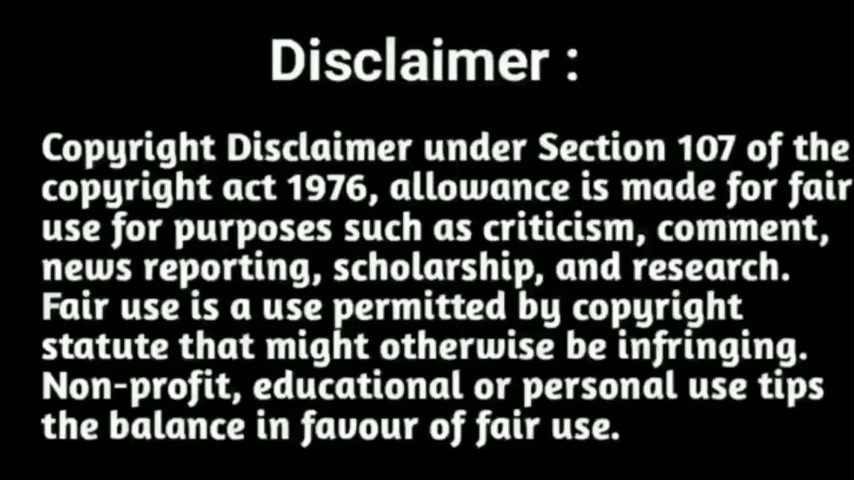 Disclaimer :
Copyright Disclaimer under Section 107 of the
copyright act 1976, allowance is made for fair
use for purposes such as criticism, comment,
news reporting, scholarship, and research.
Fair use is a use permitted by copyright
statute that might otherwise be infringing.
Non-profit, educational or personal use tips
the balance in favour of fair use.